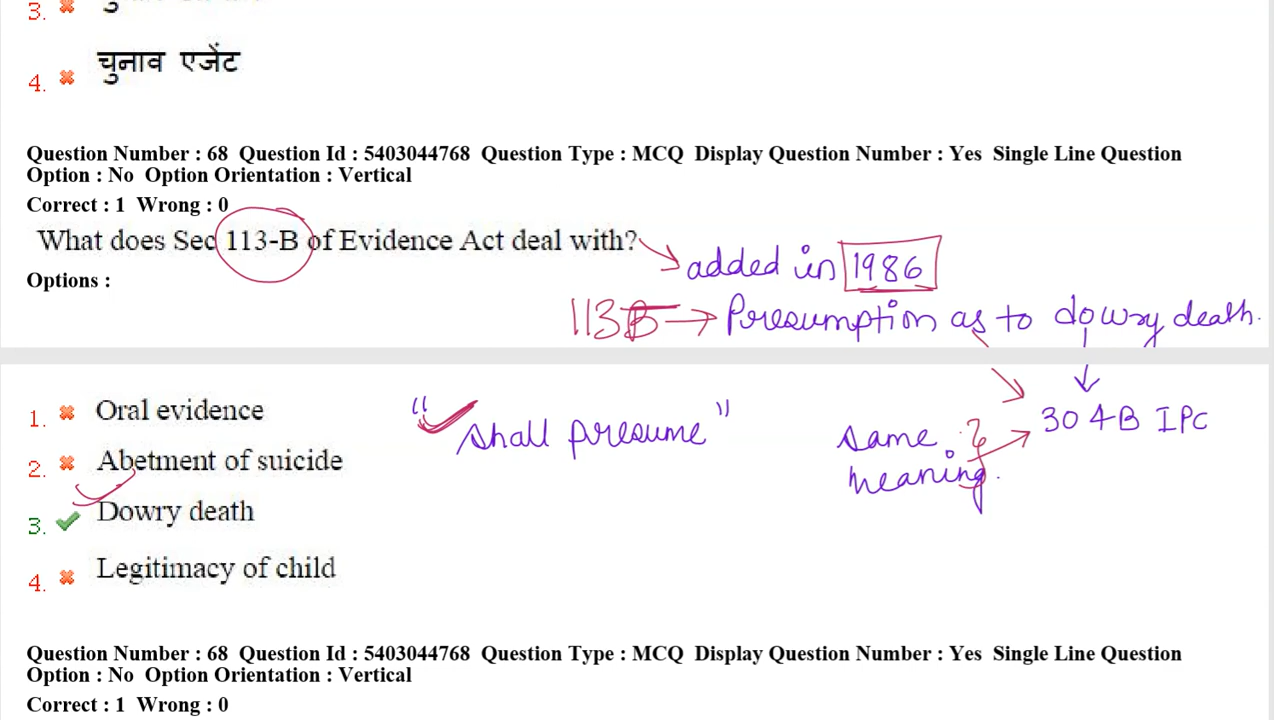 3.
4. चुनाव एजेंट
Question Number : 68 Question Id : 5403044768 Question Type : MCQ Display Question Number : Yes Single Line Question
Option : No Option Orientation : Vertical
Correct : 1 Wrong : 0
What does Sec 113-B of Evidence Act deal with?
added in 1986
Options :
113B → Presumption as to dowry death.
1. Oral evidence
"shall presume"
304B IPC
same
meaning.
2. Abetment of suicide
3. Dowry death
4. Legitimacy of child
Question Number : 68 Question Id : 5403044768 Question Type : MCQ Display Question Number : Yes Single Line Question
Option : No Option Orientation : Vertical
Correct : 1 Wrong : 0